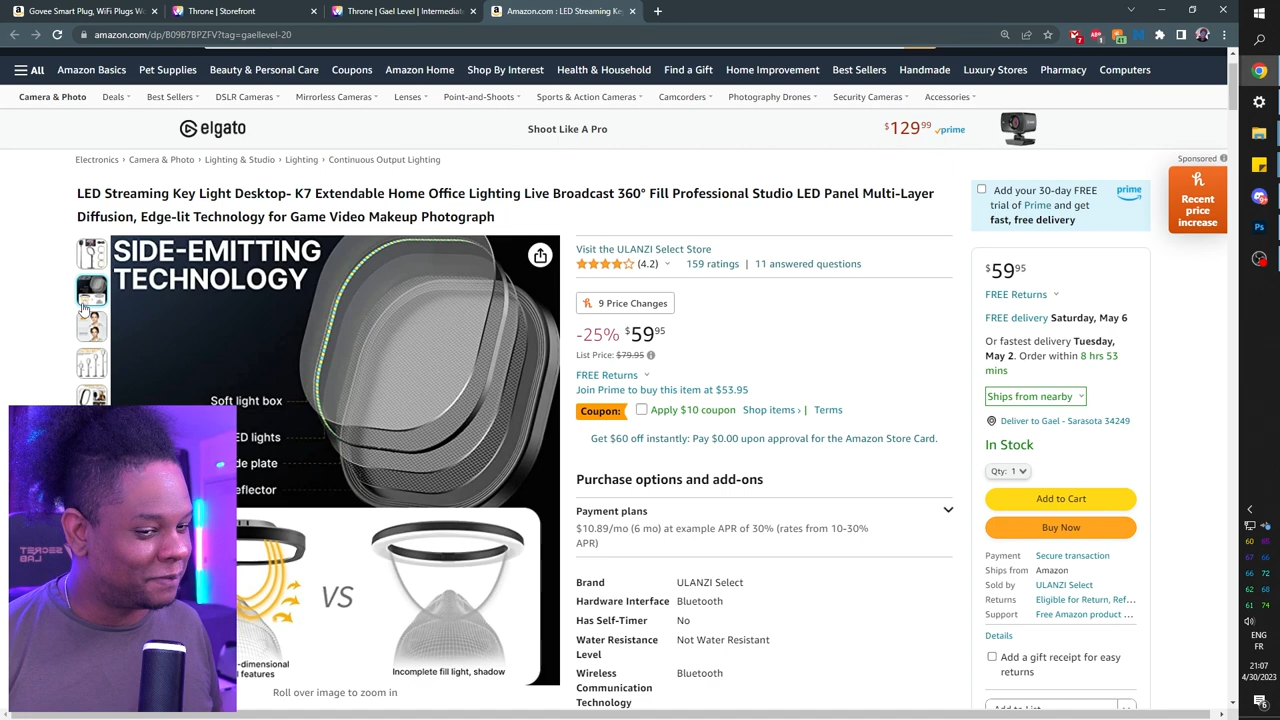 Govee Smart Plug, WiFi Plugs Wo
Throne | Storefront
Throne | Gael Level | Intermediate
Amazon.com : LED Streaming Key
amazon.com/dp/B09B7BPZFV?tag=gaellevel-20
All
Amazon Basics
Pet Supplies
Beauty & Personal Care
Coupons
Amazon Home
Shop By Interest
Health & Household
Find a Gift
Home Improvement
Best Sellers
Handmade
Luxury Stores
Pharmacy
Computers
Camera & Photo
Deals
Best Sellers
DSLR Cameras
Mirrorless Cameras
Lenses
Point-and-Shoots
Sports & Action Cameras
Camcorders
Photography Drones
Security Cameras
Accessories
elgato
Shoot Like A Pro
$129.99 prime
Sponsored
Electronics › Camera & Photo › Lighting & Studio › Lighting › Continuous Output Lighting
LED Streaming Key Light Desktop- K7 Extendable Home Office Lighting Live Broadcast 360° Fill Professional Studio LED Panel Multi-Layer
Diffusion, Edge-lit Technology for Game Video Makeup Photograph
SIDE-EMITTING
TECHNOLOGY
Soft light box
ED lights
de plate
eflector
VS
-dimensional
features
Incomplete fill light, shadow
Roll over image to zoom in
Visit the ULANZI Select Store
(4.2) 159 ratings | 11 answered questions
9 Price Changes
-25% $59 95
List Price: $79.95
FREE Returns
Join Prime to buy this item at $53.95
Coupon: Apply $10 coupon Shop items › | Terms
Get $60 off instantly: Pay $0.00 upon approval for the Amazon Store Card.
Purchase options and add-ons
Payment plans
$10.89/mo (6 mo) at example APR of 30% (rates from 10-30%
APR)
Brand ULANZI Select
Hardware Interface Bluetooth
Has Self-Timer No
Water Resistance
Level
Not Water Resistant
Wireless
Communication
Technology
Bluetooth
Add your 30-day FREE
trial of Prime and get
fast, free delivery
prime
Recent
price
increase
$59 95
FREE Returns
FREE delivery Saturday, May 6
Or fastest delivery Tuesday,
May 2. Order within 8 hrs 53
mins
Ships from nearby
Deliver to Gael - Sarasota 34249
In Stock
Qty: 1
Add to Cart
Buy Now
Payment Secure transaction
Ships from Amazon
Sold by ULANZI Select
Returns Eligible for Return, Ref…
Support Free Amazon product …
Details
Add a gift receipt for easy
returns
Add to List
ENG
FR
21:07
4/30/2023